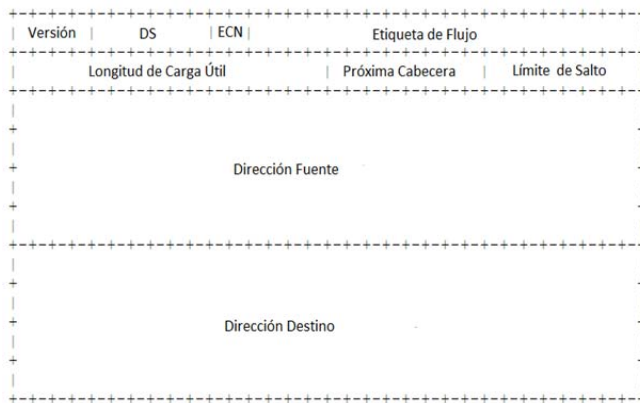 Versión | DS | ECN | Etiqueta de Flujo
Longitud de Carga Útil | Próxima Cabecera | Límite de Salto
Dirección Fuente
Dirección Destino